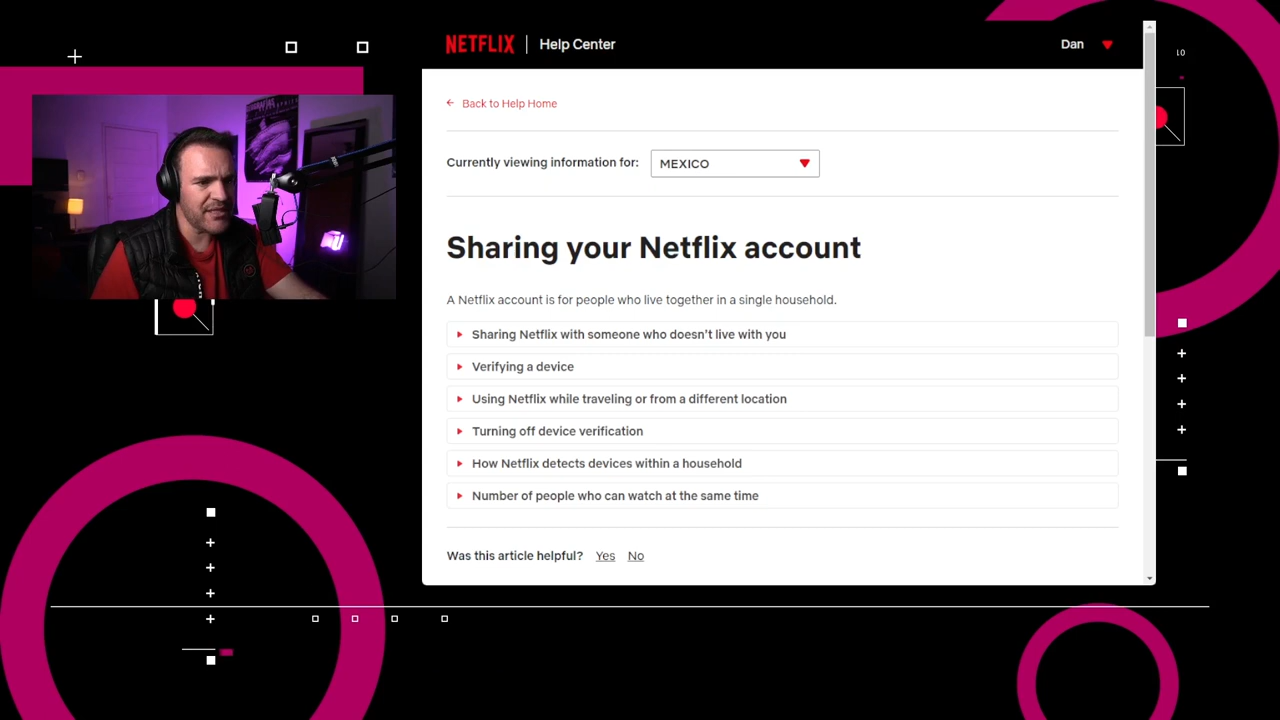 NETFLIX | Help Center
Dan
Back to Help Home
Currently viewing information for:
MEXICO
Sharing your Netflix account
A Netflix account is for people who live together in a single household.
Sharing Netflix with someone who doesn't live with you
Verifying a device
Using Netflix while traveling or from a different location
Turning off device verification
How Netflix detects devices within a household
Number of people who can watch at the same time
Was this article helpful? Yes No